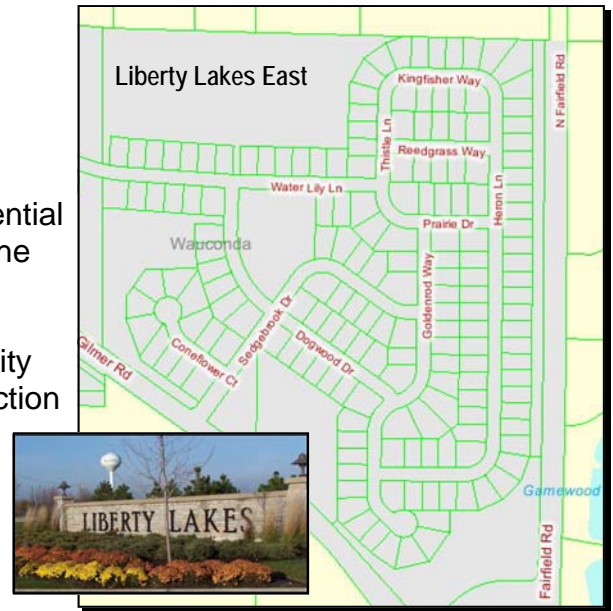 Liberty Lakes East
Kingfisher Way
N Fairfield Rd
Thistle Ln
Reedgrass Way
Water Lily Ln
Heron Ln
Prairie Dr
ential
Wauconda
ne
Goldenrod Way
Sedgebrook Dr
Dogwood Dr
Gilmer Rd
Coneflower Ct
ity
ction
Gamewood
LIBERTY LAKES
Fairfield Rd